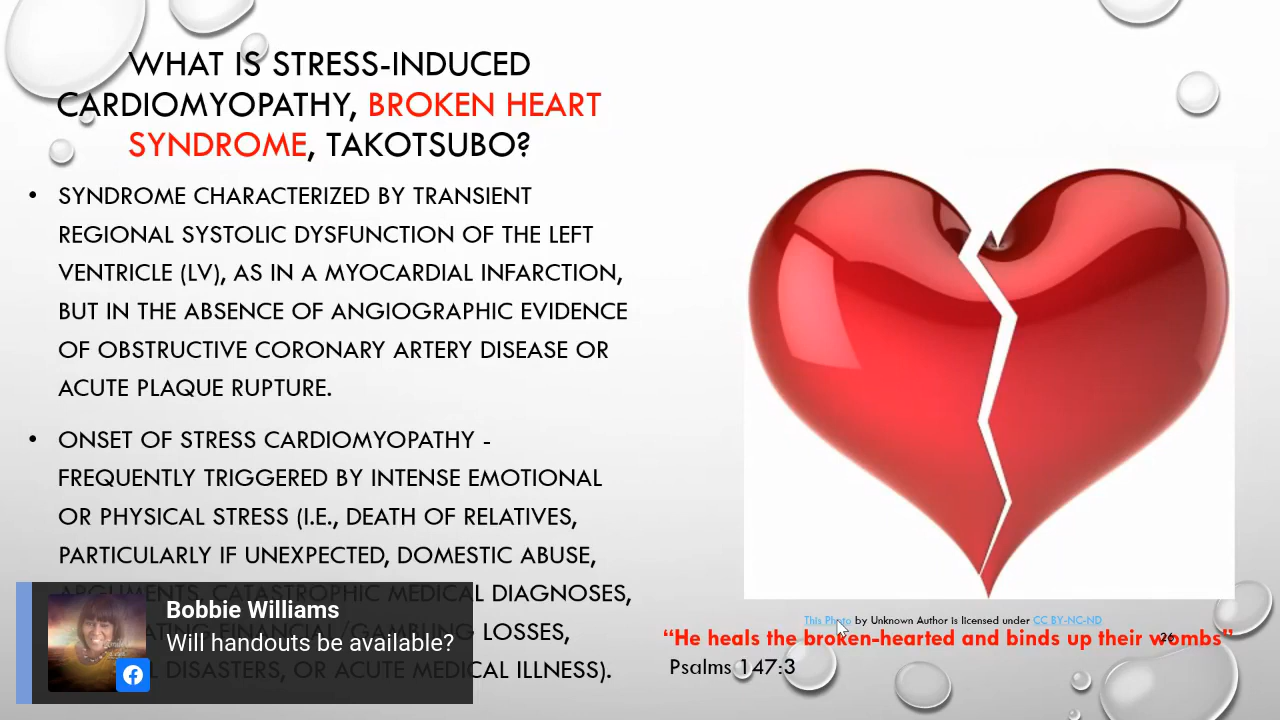 WHAT IS STRESS-INDUCED
CARDIOMYOPATHY, BROKEN HEART
SYNDROME, TAKOTSUBO?
• SYNDROME CHARACTERIZED BY TRANSIENT
REGIONAL SYSTOLIC DYSFUNCTION OF THE LEFT
VENTRICLE (LV), AS IN A MYOCARDIAL INFARCTION,
BUT IN THE ABSENCE OF ANGIOGRAPHIC EVIDENCE
OF OBSTRUCTIVE CORONARY ARTERY DISEASE OR
ACUTE PLAQUE RUPTURE.
• ONSET OF STRESS CARDIOMYOPATHY -
FREQUENTLY TRIGGERED BY INTENSE EMOTIONAL
OR PHYSICAL STRESS (I.E., DEATH OF RELATIVES,
PARTICULARLY IF UNEXPECTED, DOMESTIC ABUSE,
ARGUMENTS, CATASTROPHIC MEDICAL DIAGNOSES,
FINANCIAL/GAMBLING LOSSES,
DISASTERS, OR ACUTE MEDICAL ILLNESS).
Bobbie Williams
Will handouts be available?
This Photo by Unknown Author is licensed under CC BY-NC-ND
“He heals the broken-hearted and binds up their wombs”
26
Psalms 147:3